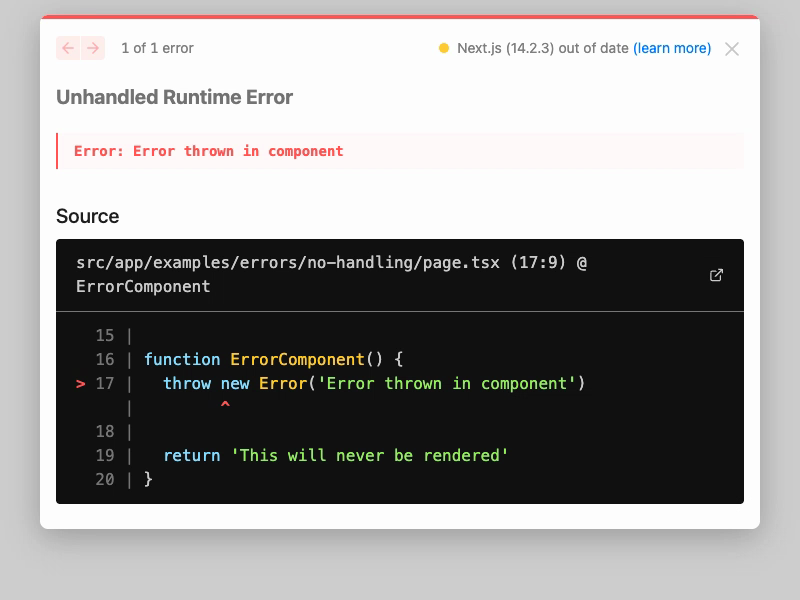 1 of 1 error
Next.js (14.2.3) out of date (learn more)
Unhandled Runtime Error
Error: Error thrown in component
Source
src/app/examples/errors/no-handling/page.tsx (17:9) @
ErrorComponent
15 |
16 | function ErrorComponent() {
> 17 |   throw new Error('Error thrown in component')
|         ^
18 |
19 |   return 'This will never be rendered'
20 | }